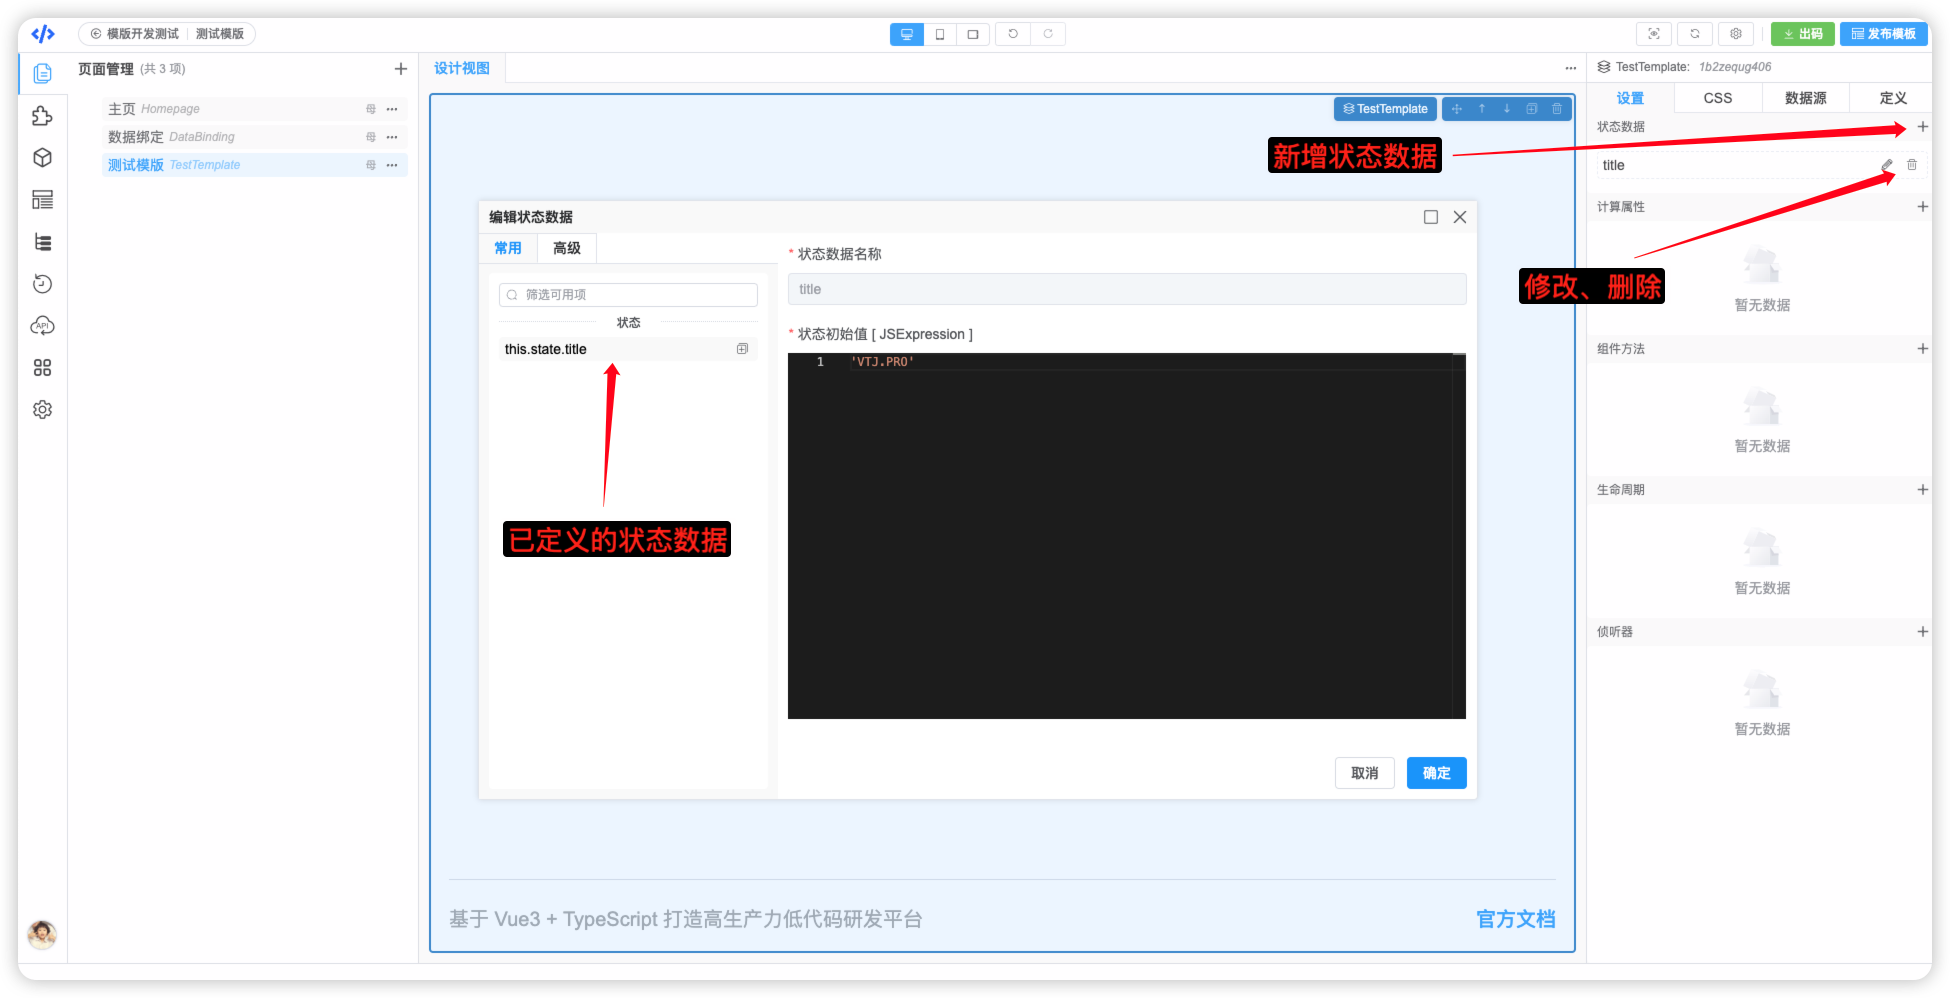 模版开发测试 测试模版
出码 发布模板
页面管理 (共 3 项)
主页 Homepage
数据绑定 DataBinding
测试模版 TestTemplate
设计视图
TestTemplate
新增状态数据
编辑状态数据
常用 高级
筛选可用项
状态
this.state.title
已定义的状态数据
* 状态数据名称
title
* 状态初始值 [ JSExpression ]
1 'VTJ.PRO'
取消 确定
基于 Vue3 + TypeScript 打造高生产力低代码研发平台
官方文档
TestTemplate: 1b2zequg406
设置 CSS 数据源 定义
状态数据
title
计算属性
修改、删除
暂无数据
组件方法
暂无数据
生命周期
暂无数据
侦听器
暂无数据
API